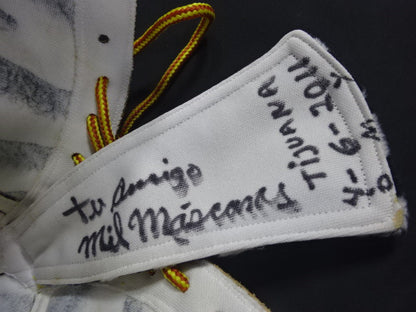 tu amigo
Mil Máscaras
TIJUANA
4-6-2011